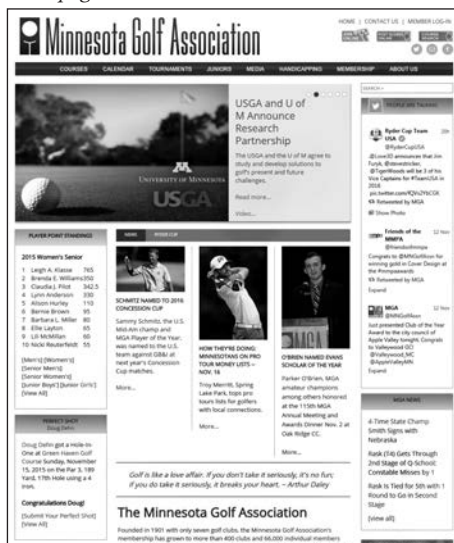 Minnesota Golf Association
HOME | CONTACT US | MEMBER LOG-IN
COURSES CALENDAR TOURNAMENTS JUNIORS MEDIA HANDICAPPING MEMBERSHIP ABOUT US
USGA and U of
M Announce
Research
Partnership
The USGA and the U of M agree to
study and develop solutions to
golf's present and future
challenges.
Read more...
Video...
UNIVERSITY OF MINNESOTA
USGA
SEARCH
PEOPLE ARE TALKING
Ryder Cup Team
USA
@RyderCupUSA
.@Love3D announces that Jim
Furyk, @stevestricker,
@TigerWoods will be 3 of his
Vice Captains for #TeamUSA in
2016
Retweeted by MGA
Show Photo
Friends of the 12 Nov
MMPA
@friendsofmmpa
Congrats to @MNGolfAssn for
winning gold in Cover Design at
the #mmpaawards
Retweeted by MGA
Expand
MGA 12 Nov
@MNGolfAssn
Just presented Club of the Year
Award to the city council of
Apple Valley tonight. Congrats
to Valleywood GC
@Valleywood_MC
@AppleValleyMN
Expand
PLAYER POINT STANDINGS
2015 Women's Senior
1 Leigh A. Klasse 765
2 Brenda E. Williams 350
3 Claudia J. Pilot 342.5
4 Lynn Anderson 330
5 Alison Hurley 110
6 Bernie Brown 95
7 Barbara L. Miller 80
8 Elle Layton 65
9 Lili McMillan 60
10 Nicki Reuterfeldt 55
[Men's] [Women's]
[Senior Women's]
[Senior Women's]
[Junior Boys'] [Junior Girls']
[View All]
NEWS RYDER CUP
SCHMITZ NAMED TO 2016
CONCESSION CUP
Sammy Schmitz, the U.S.
Mid-Am champ and
MGA Player of the Year,
was named to the U.S.
team against GB&I at
next year's Concession
Cup matches.
More...
HOW THEY'RE DOING:
MINNESOTANS ON PRO
TOUR MONEY LISTS –
NOV. 16
Troy Merritt, Spring
Lake Park, tops pro
tours lists for golfers
with local connections.
More...
O'BRIEN NAMED EVANS
SCHOLAR OF THE YEAR
Parker O'Brien, MGA
amateur champions
among others honored
at the 115th MGA
Annual Meeting and
Awards Dinner Nov. 2 at
Oak Ridge CC.
More...
PERFECT SHOT
Doug Dehn
Doug Dehn got a Hole-In-
One at Green Haven Golf
Course Sunday, November
15, 2015 on the Par 3, 189
Yard, 17th Hole using a 4
Iron.
Congratulations Doug!
[Submit Your Perfect Shot]
[View All]
MGA NEWS
4-Time State Champ
Smith Signs with
Nebraska
Rask (T4) Gets Through
2nd Stage of Q-School;
Constable Misses by 1
Rask Is Tied for 5th with 1
Round to Go in Second
Stage
[view all]
Golf is like a love affair. If you don't take it seriously, it's no fun;
if you do take it seriously, it breaks your heart. – Arthur Daley
The Minnesota Golf Association
Founded in 1901 with only seven golf clubs, the Minnesota Golf Association's
membership has grown to more than 400 clubs and 66,000 individual members